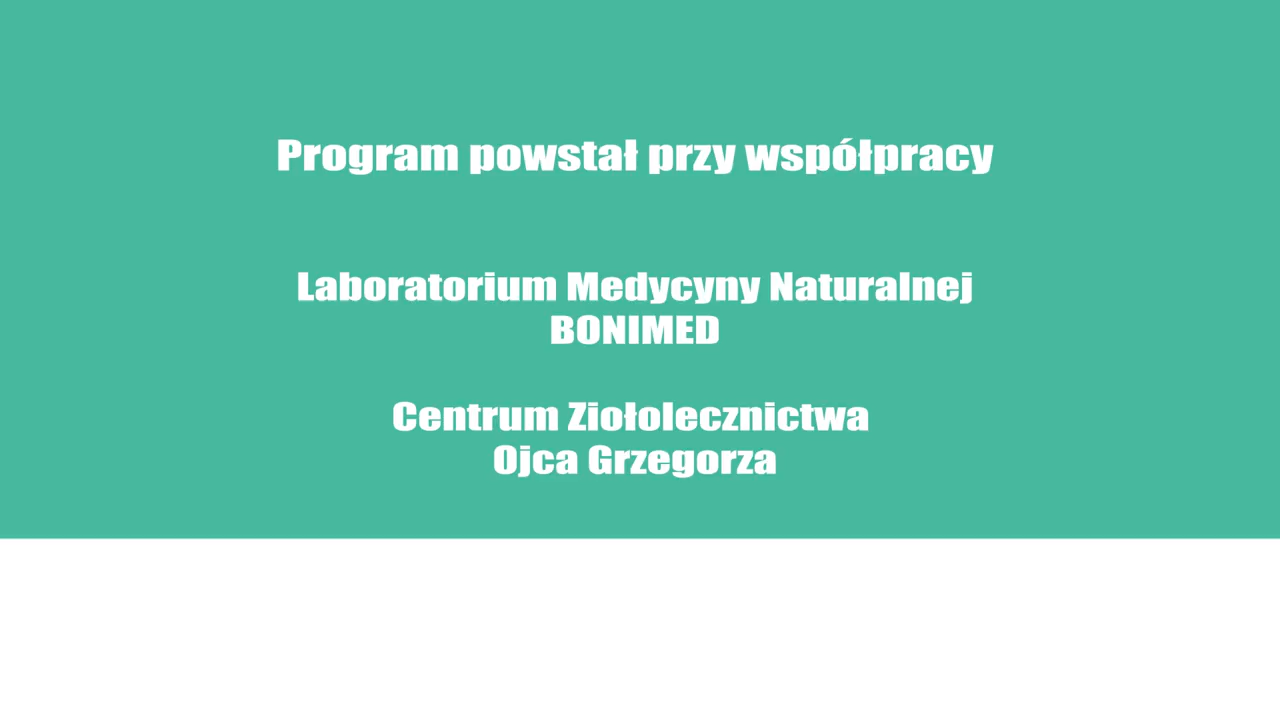 Program powstał przy współpracy
Laboratorium Medycyny Naturalnej
BONIMED
Centrum Ziołolecznictwa
Ojca Grzegorza